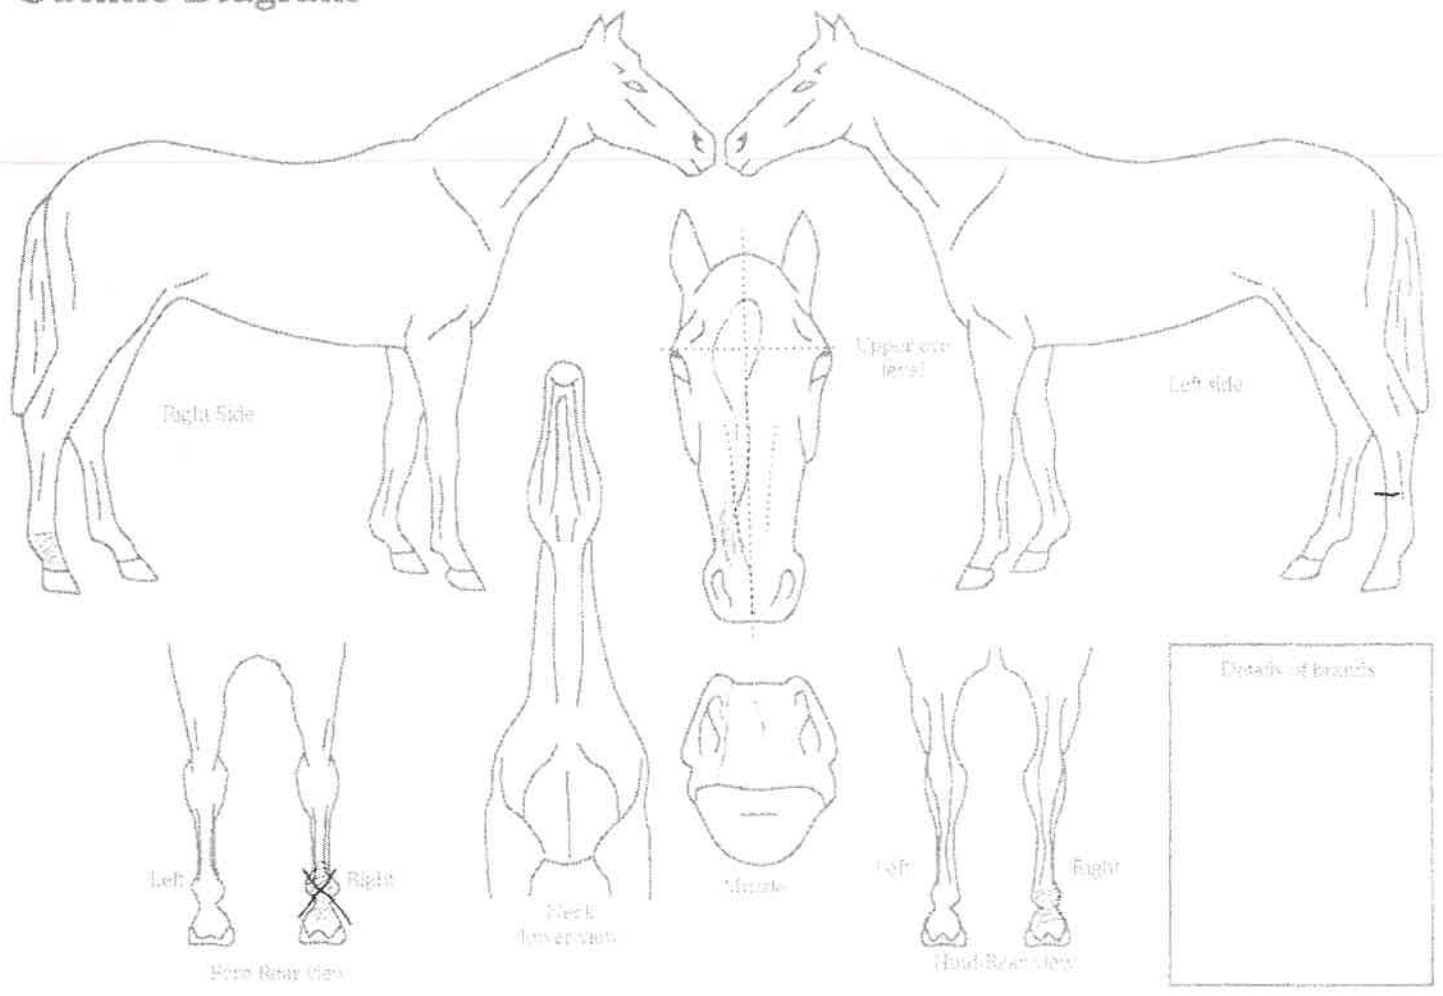 Outline Diagram
Upper eye
level
Right Side
Left side
Details of brands
Left
Right
Muzzle
Left
Right
Neck
lower view
Fore-Rear view
Hind-Rear view